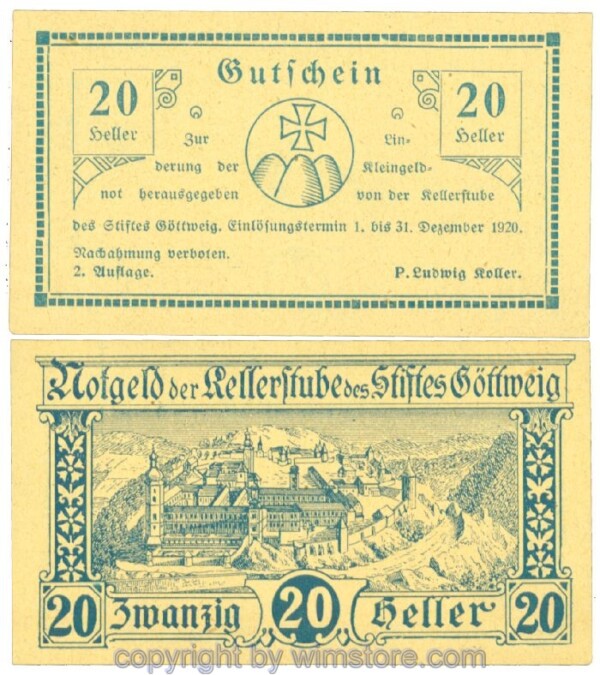 Gutschein
20 Heller
20 Heller
Zur Lin-
derung der Kleingeld-
not herausgegeben von der Kellerstube
des Stiftes Göttweig. Einlösungstermin 1. bis 31. Dezember 1920.
Nachahmung verboten.
2. Auflage. P. Ludwig Koller.
Notgeld der Kellerstube des Stiftes Göttweig
20 Zwanzig 20 Heller 20
copyright by wimstore.com